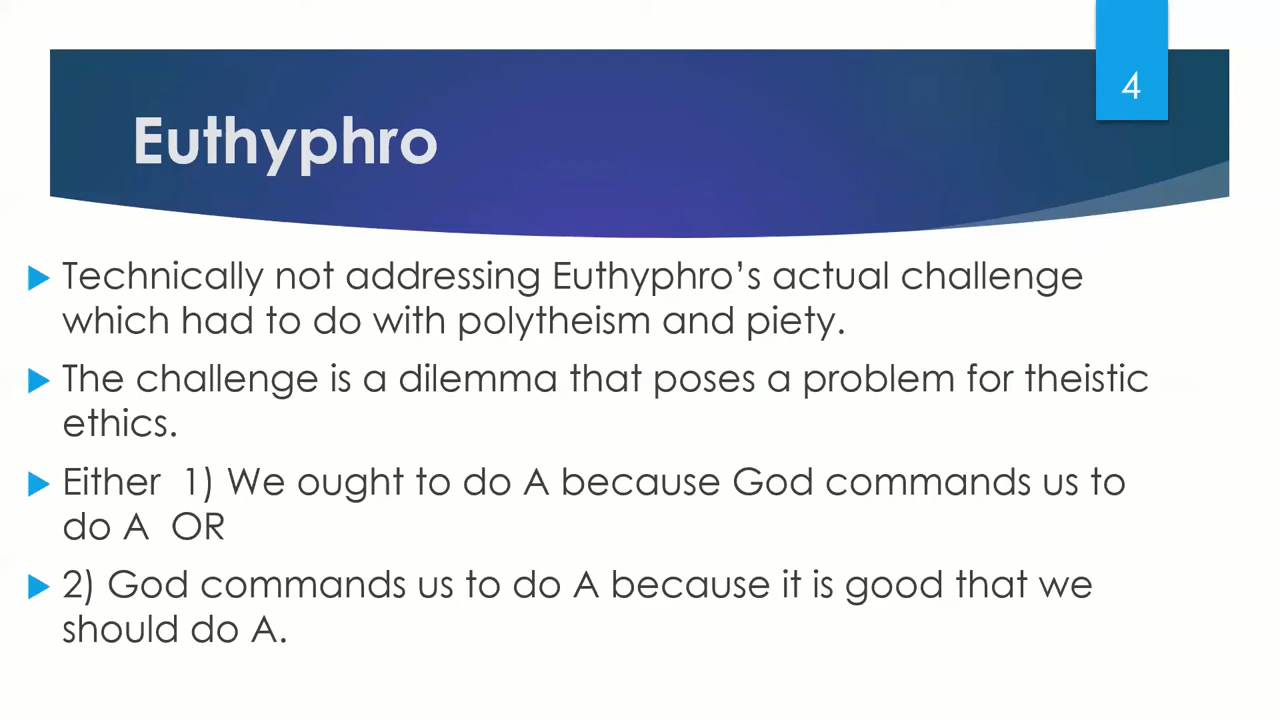 4
Euthyphro
Technically not addressing Euthyphro’s actual challenge
which had to do with polytheism and piety.
The challenge is a dilemma that poses a problem for theistic
ethics.
Either 1) We ought to do A because God commands us to
do A OR
2) God commands us to do A because it is good that we
should do A.